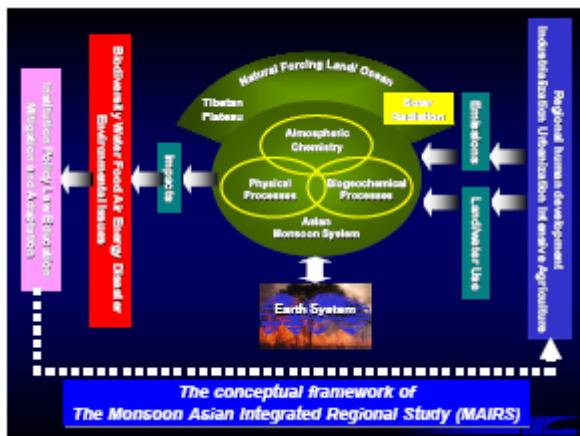 Natural Forcing Land/ Ocean
Tibetan
Plateau
Solar
Radiation
Atmospheric
Chemistry
Physical
Processes
Biogeochemical
Processes
Asian
Monsoon System
Earth System
Institution Policy Law Education
Mitigation and Adaptation
Biodiversity Water Food Air Energy Disaster
Environmental Issues
Impacts
Emissions
Land/water Use
Regional human development
Industrialization Urbanization Intensive Agriculture
The conceptual framework of
The Monsoon Asian Integrated Regional Study (MAIRS)